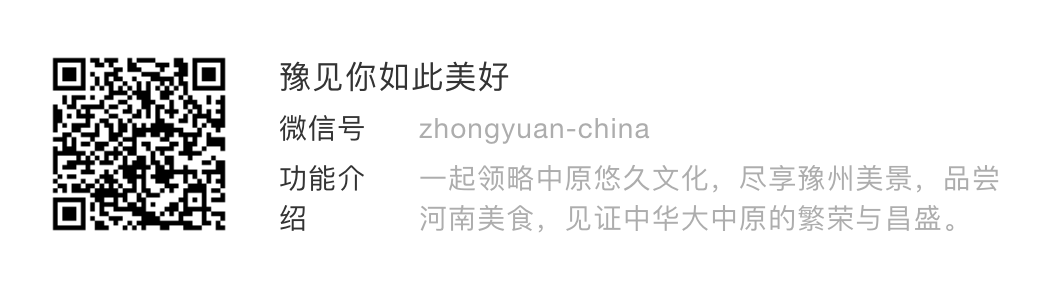 豫见你如此美好
微信号 zhongyuan-china
功能介 一起领略中原悠久文化，尽享豫州美景，品尝
绍 河南美食，见证中华大中原的繁荣与昌盛。